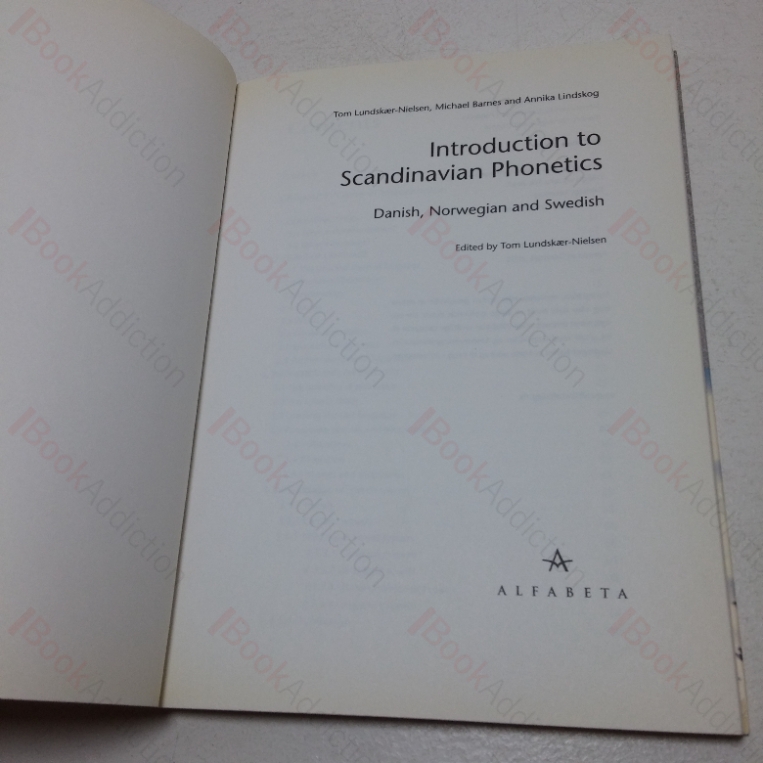 Tom Lundskær-Nielsen, Michael Barnes and Annika Lindskog
Introduction to
Scandinavian Phonetics
Danish, Norwegian and Swedish
Edited by Tom Lundskær-Nielsen
ALFABETA
BookAddiction